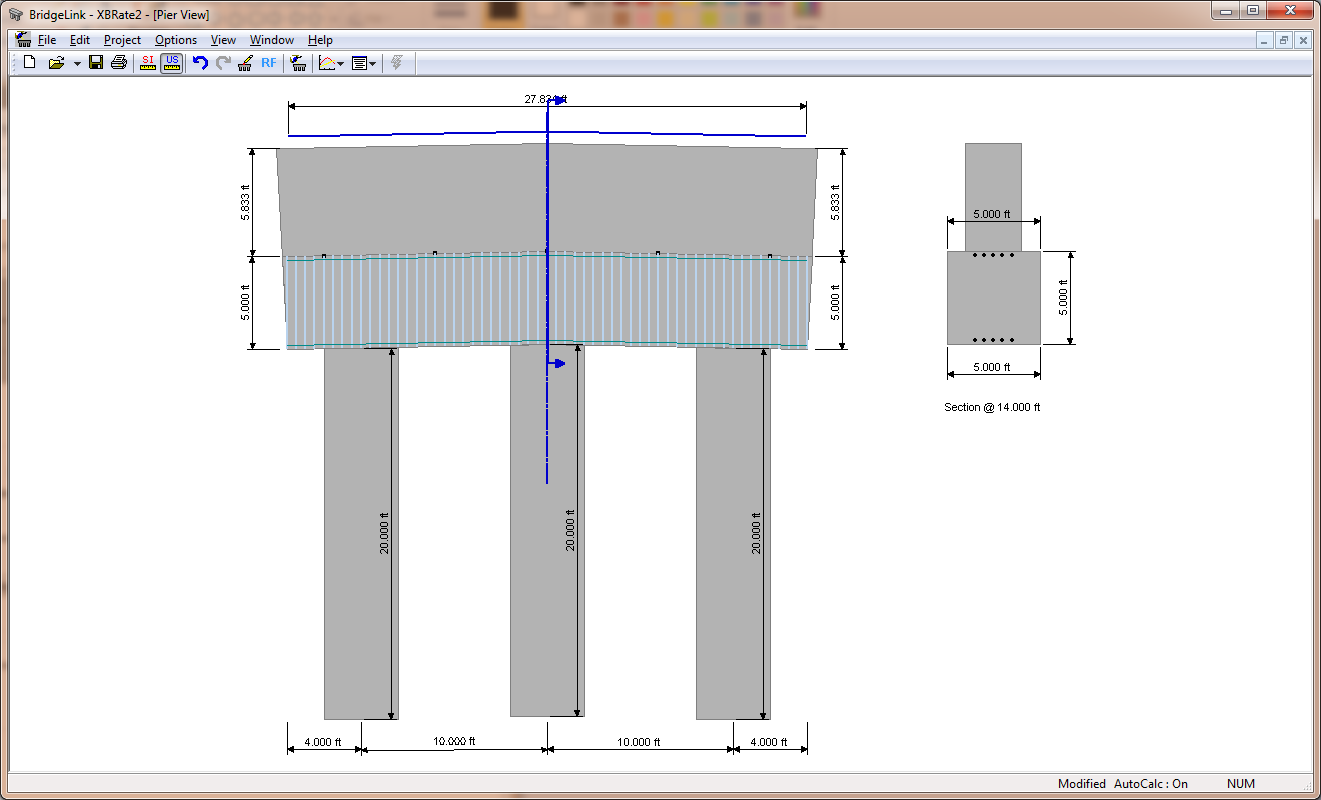 BridgeLink - XBRate2 - [Pier View]
File Edit Project Options View Window Help
SI US RF
5.833 ft
5.833 ft
5.000 ft
5.000 ft
5.000 ft
5.000 ft
5.000 ft
Section @ 14.000 ft
20.000 ft
20.000 ft
20.000 ft
4.000 ft
10.000 ft
10.000 ft
4.000 ft
Modified AutoCalc : On NUM